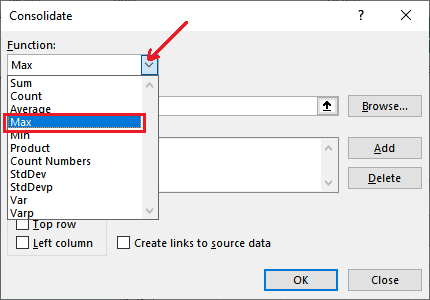 Consolidate
?
Function:
Max
Sum
Count
Average
Max
Min
Product
Count Numbers
StdDev
StdDevp
Var
Varp
Browse...
Add
Delete
Top row
Left column
Create links to source data
OK
Close